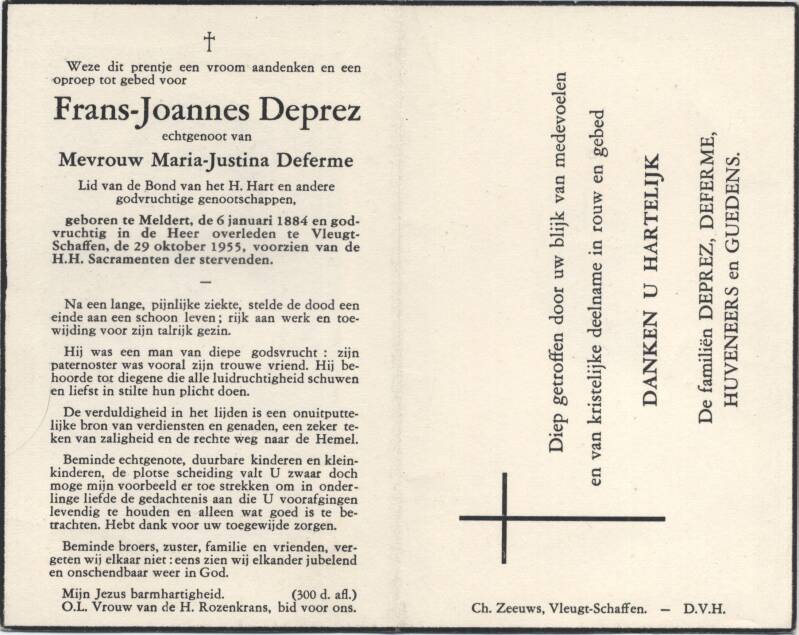 Weze dit prentje een vroom aandenken en een
oproep tot gebed voor
Frans-Joannes Deprez
echtgenoot van
Mevrouw Maria-Justina Deferme
Lid van de Bond van het H. Hart en andere
godvruchtige genootschappen,
geboren te Meldert, de 6 januari 1884 en god-
vruchtig in de Heer overleden te Vleugt-
Schaffen, de 29 oktober 1955, voorzien van de
H.H. Sacramenten der stervenden.
—
Na een lange, pijnlijke ziekte, stelde de dood een
einde aan een schoon leven ; rijk aan werk en toe-
wijding voor zijn talrijk gezin.
Hij was een man van diepe godsvrucht : zijn
paternoster was vooral zijn trouwe vriend. Hij be-
hoorde tot diegene die alle luidruchtigheid schuwen
en liefst in stilte hun plicht doen.
De verduldigheid in het lijden is een onuitputte-
lijke bron van verdiensten en genaden, een zeker te-
ken van zaligheid en de rechte weg naar de Hemel.
Beminde echtgenote, duurbare kinderen en klein-
kinderen, de plotse scheiding valt U zwaar doch
moge mijn voorbeeld er toe strekken om in onder-
linge liefde de gedachtenis aan die U voorafgingen
levendig te houden en alleen wat goed is te be-
trachten. Hebt dank voor uw toegewijde zorgen.
Beminde broers, zuster, familie en vrienden, ver-
geten wij elkaar niet : eens zien wij elkander jubelend
en onschendbaar weer in God.
Mijn Jezus barmhartigheid. (300 d. afl.)
O.L. Vrouw van de H. Rozenkrans, bid voor ons.
Diep getroffen door uw blijk van medevoelen
en van kristelijke deelname in rouw en gebed
DANKEN U HARTELIJK
De familiën DEPREZ, DEFERME,
HUVENEERS en GUEDENS.
Ch. Zeeuws, Vleugt-Schaffen. — D.V.H.